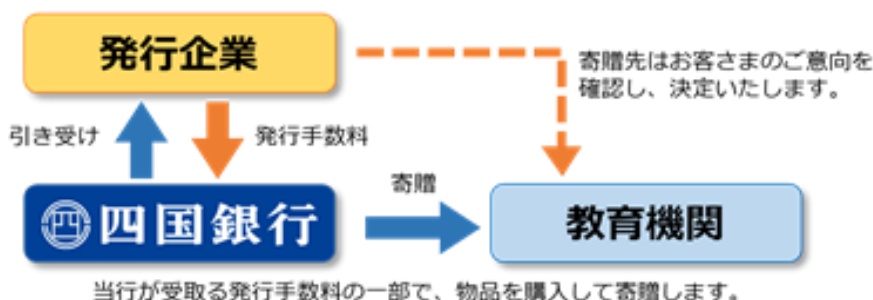 発行企業
寄贈先はお客さまのご意向を
確認し、決定いたします。
引き受け
発行手数料
四国銀行
寄贈
教育機関
当行が受取る発行手数料の一部で、物品を購入して寄贈します。